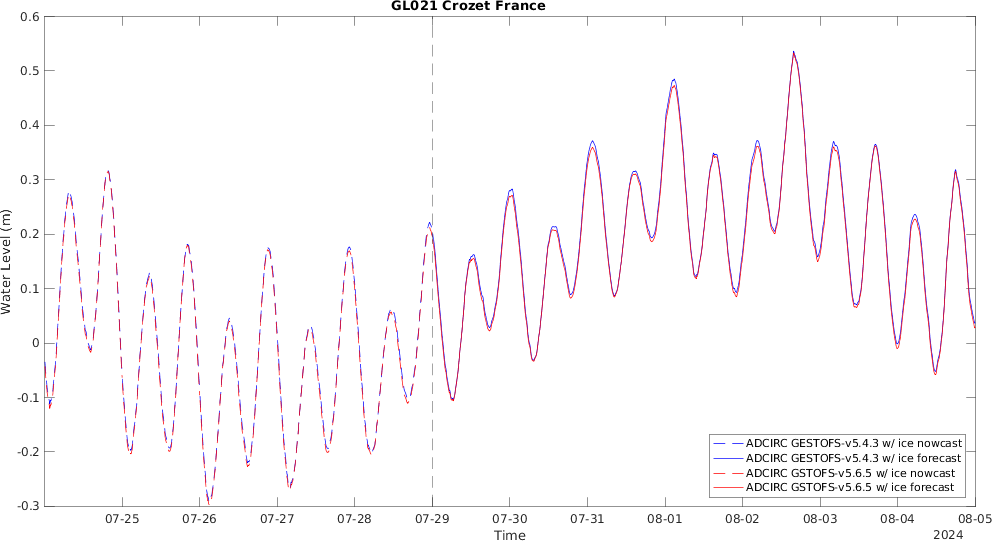 GL021 Crozet France
Water Level (m)
0.6
0.5
0.4
0.3
0.2
0.1
0
-0.1
-0.2
-0.3
07-25 07-26 07-27 07-28 07-29 07-30 07-31 08-01 08-02 08-03 08-04 08-05
Time
2024
ADCIRC GESTOFS-v5.4.3 w/ ice nowcast
ADCIRC GESTOFS-v5.4.3 w/ ice forecast
ADCIRC GSTOFS-v5.6.5 w/ ice nowcast
ADCIRC GSTOFS-v5.6.5 w/ ice forecast